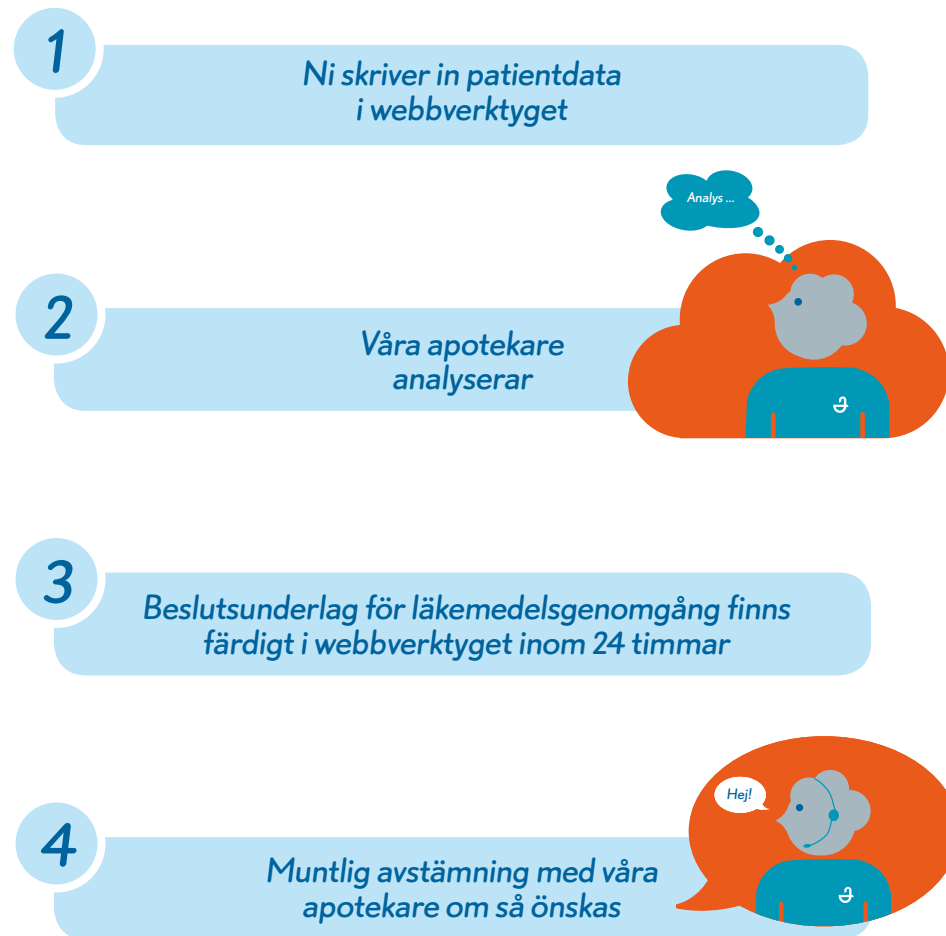 1
Ni skriver in patientdata
i webbverktyget
Analys ...
2
Våra apotekare
analyserar
3
Beslutsunderlag för läkemedelsgenomgång finns
färdigt i webbverktyget inom 24 timmar
Hej!
4
Muntlig avstämning med våra
apotekare om så önskas